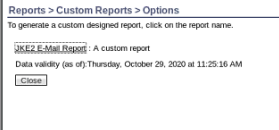 Reports > Custom Reports > Options
To generate a custom designed report, click on the report name.
JKE2 E-Mail Report : A custom report
Data validity (as of):Thursday, October 29, 2020 at 11:25:16 AM
Close